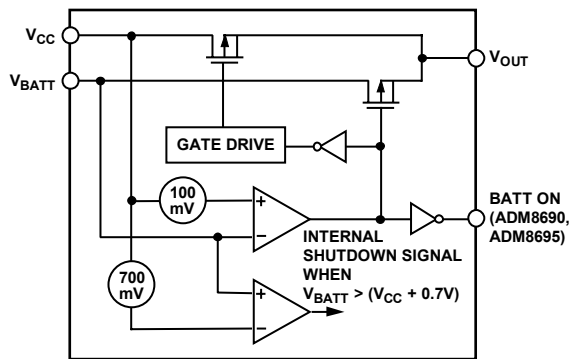 VCC
VBATT
VOUT
GATE DRIVE
100
mV
+
−
BATT ON
(ADM8690,
ADM8695)
INTERNAL
SHUTDOWN SIGNAL
WHEN
VBATT > (VCC + 0.7V)
700
mV
+
−